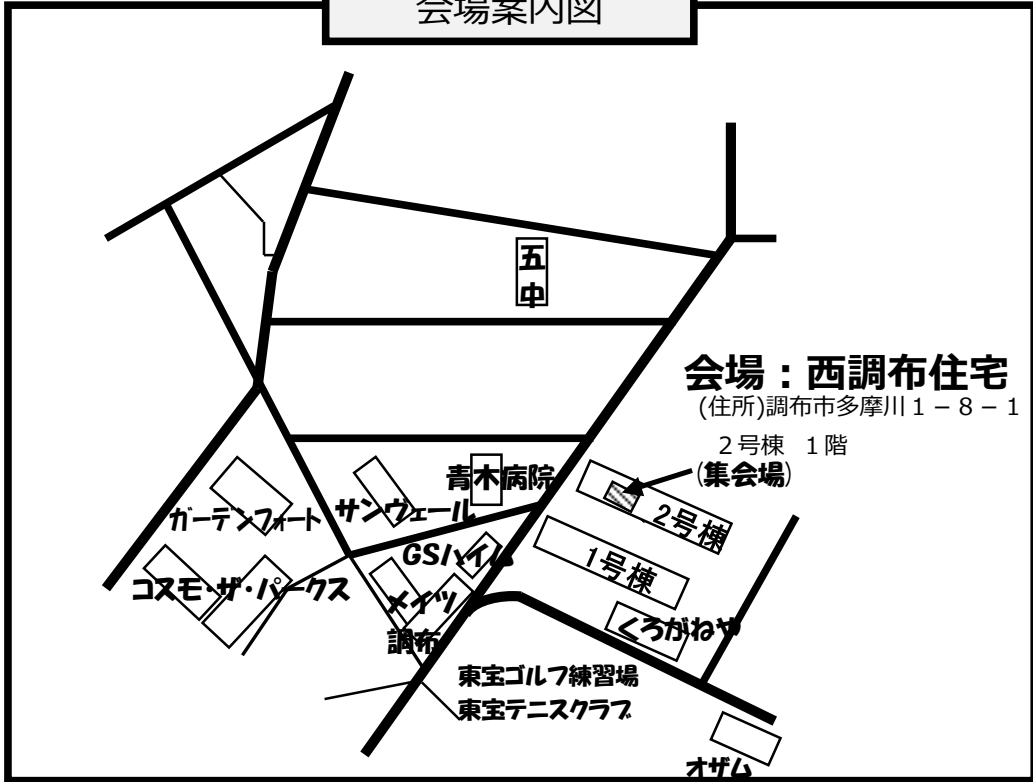 会場案内図
五
中
会場：西調布住宅
(住所)調布市多摩川１－８－１
２号棟 １階
(集会場)
青木病院
サンヴェール
ガーデンフォート
2号棟
GSハイム
1号棟
コスモ・ザ・パークス
メイツ
調布
くろがねや
東宝ゴルフ練習場
東宝テニスクラブ
オザム